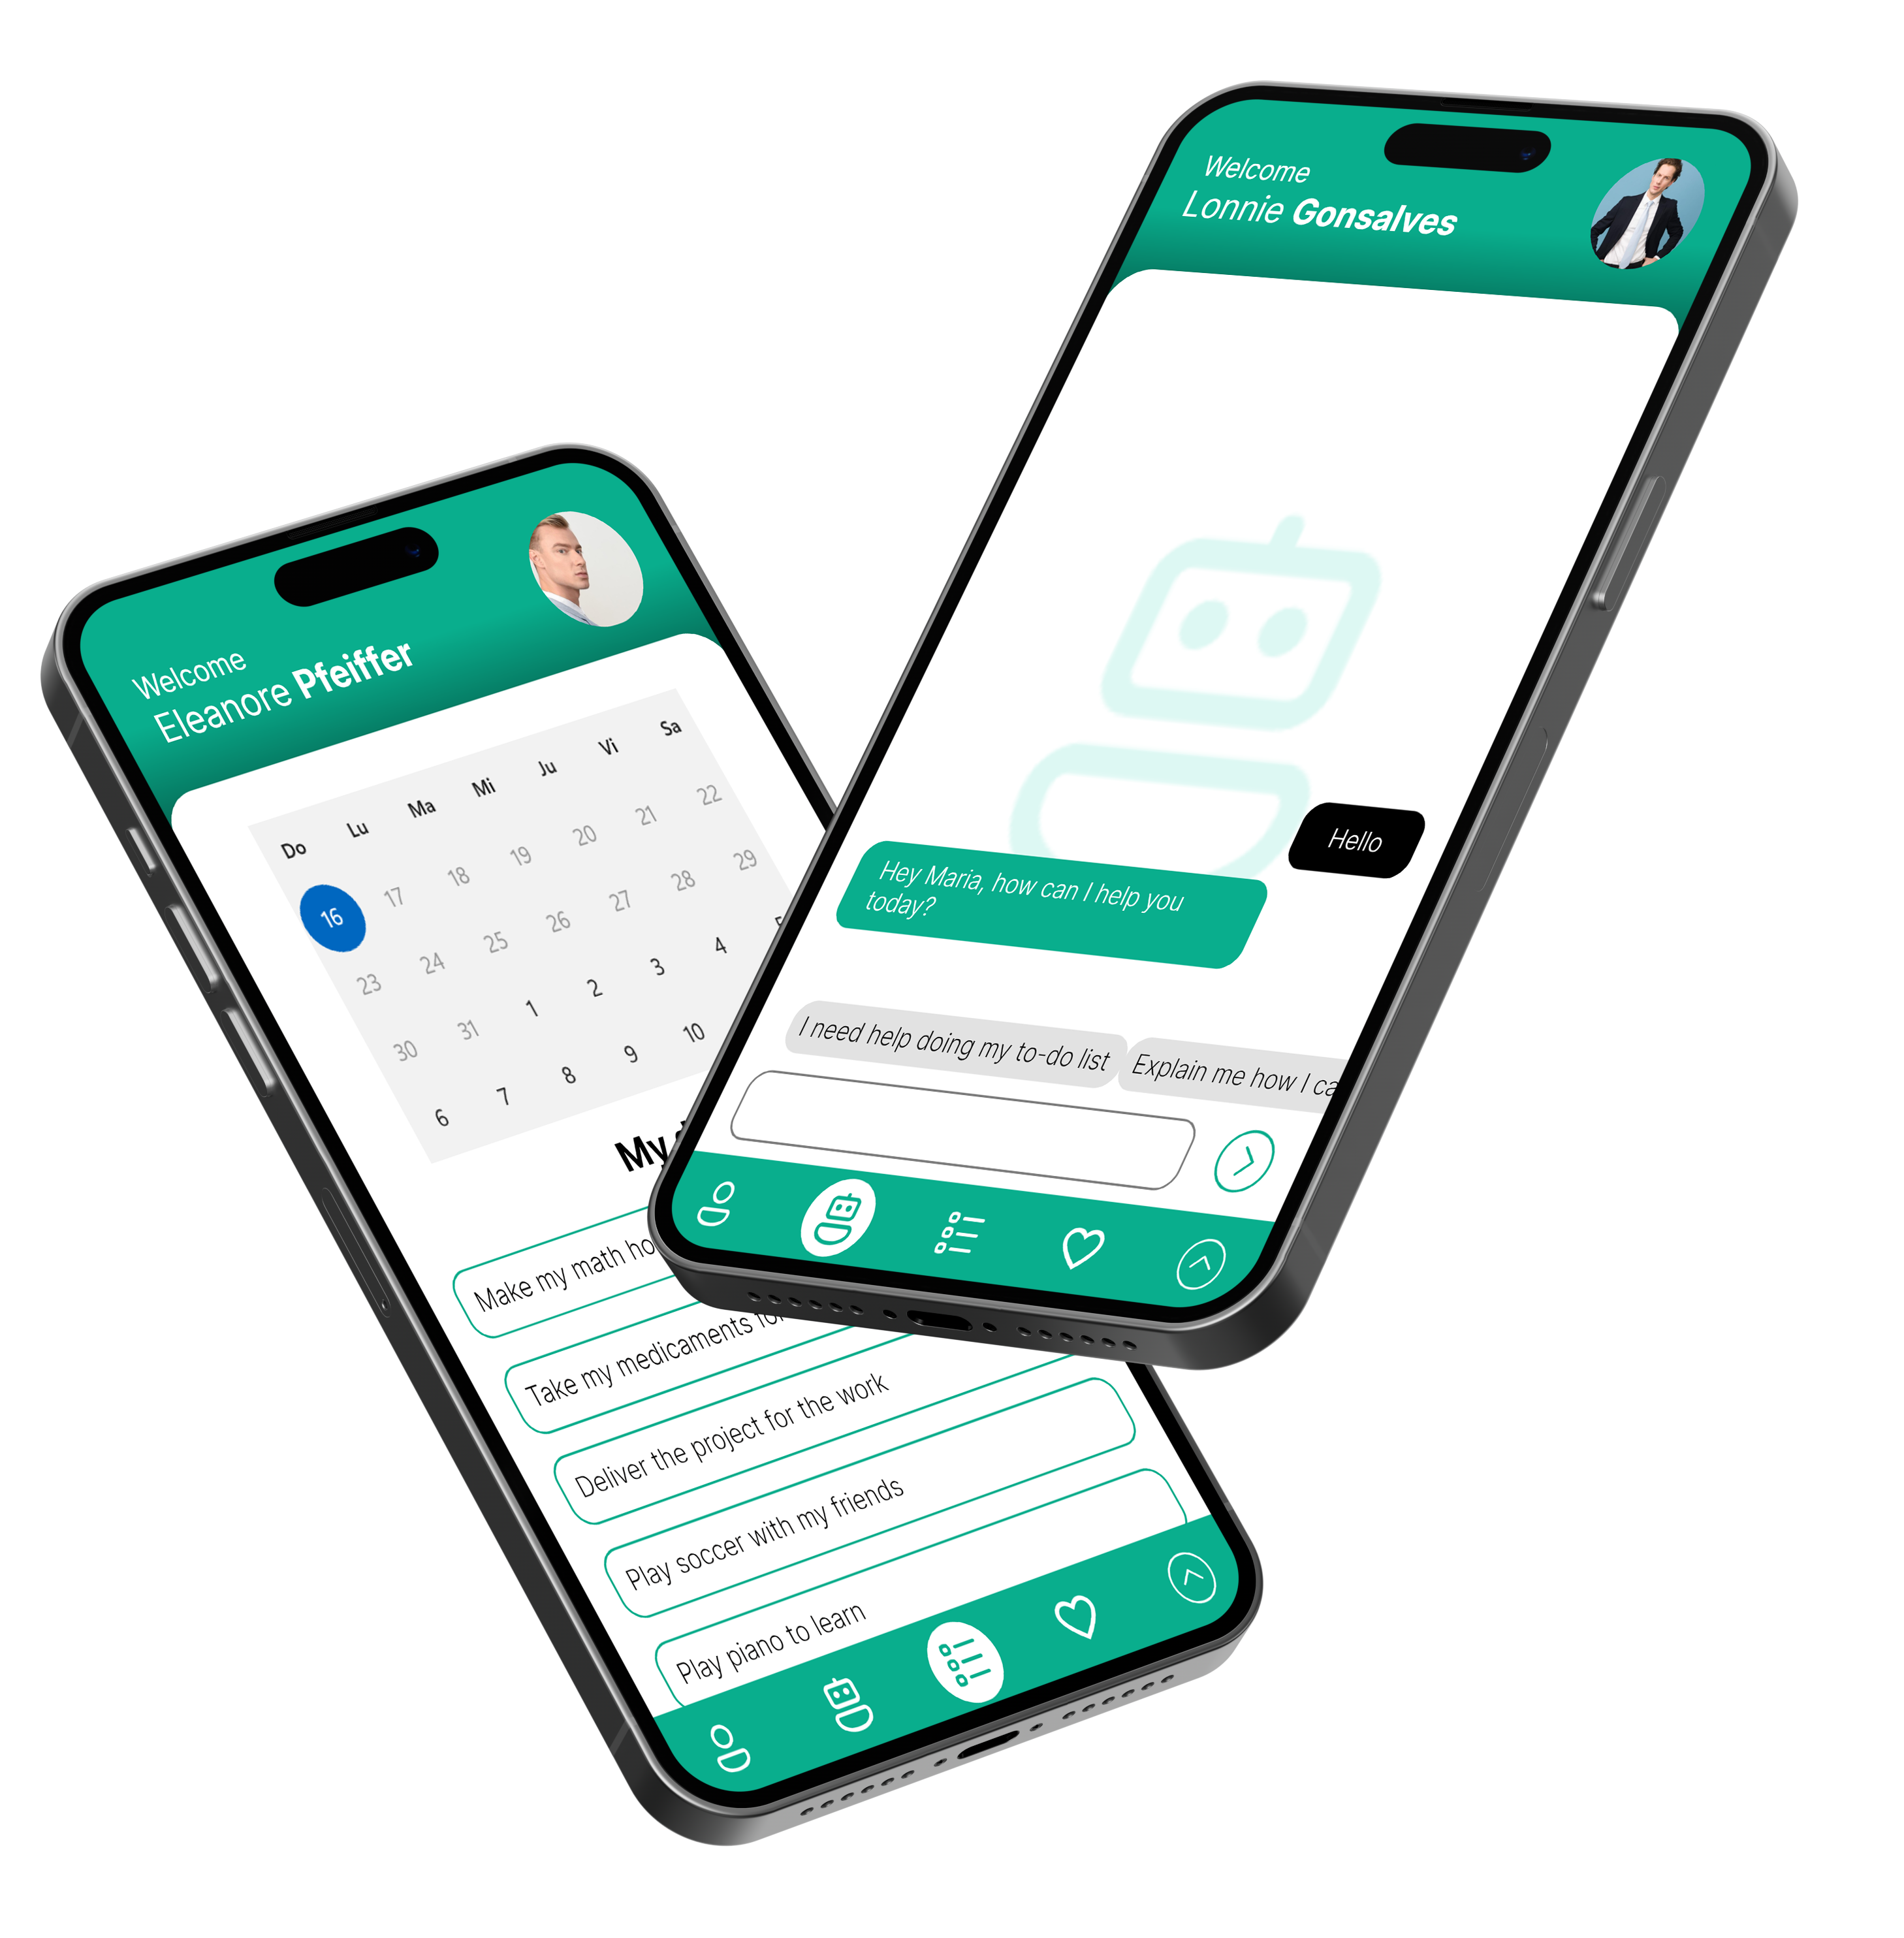 Welcome
Lonnie Gonsalves
Hello
Hey Maria, how can I help you
today?
I need help doing my to-do list
Explain me how I
Welcome
Eleanore Pfeiffer
Do Lu Ma Mi Ju Vi Sa
16 17 18 19 20 21 22
23 24 25 26 27 28 29
30 31 1 2 3 4
6 7 8 9 10
My
Make my math
Take my medicaments
Deliver the project for the work
Play soccer with my friends
Play piano to learn